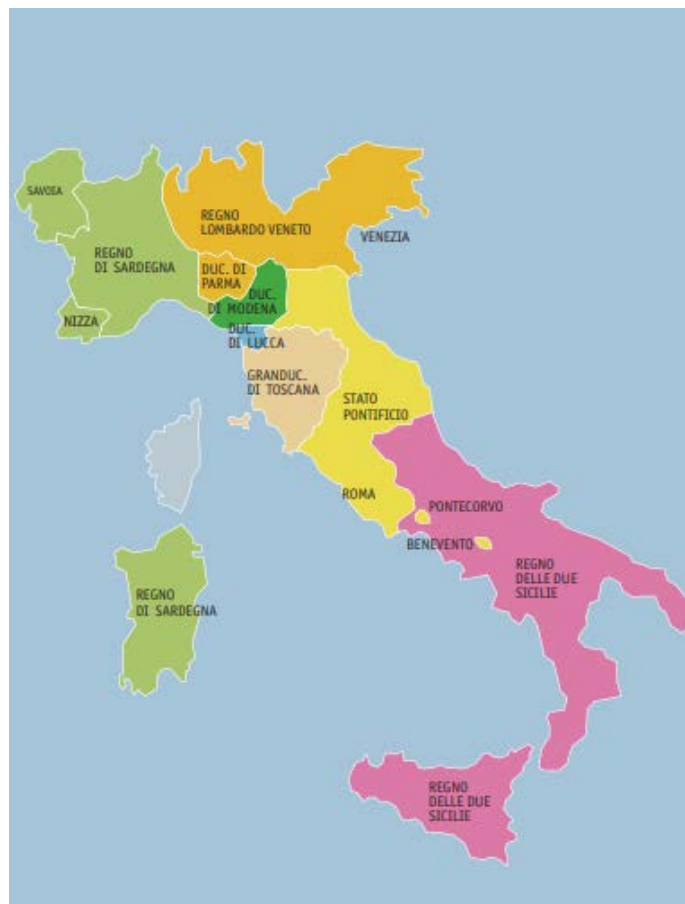 SAVOIA
REGNO
LOMBARDO VENETO
VENEZIA
REGNO
DI SARDEGNA
DUC. DI
PARMA
DUC.
DI MODENA
NIZZA
DUC.
DI LUCCA
GRANDUC.
DI TOSCANA
STATO
PONTIFICIO
ROMA
PONTECORVO
BENEVENTO
REGNO
DELLE DUE
SICILIE
REGNO
DI SARDEGNA
REGNO
DELLE DUE
SICILIE